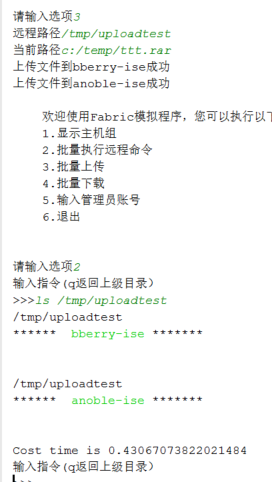 请输入选项3
远程路径/tmp/uploadtest
当前路径c:/temp/ttt.rar
上传文件到bberry-ise成功
上传文件到anoble-ise成功
欢迎使用Fabric模拟程序，您可以执行以下
1.显示主机组
2.批量执行远程命令
3.批量上传
4.批量下载
5.输入管理员账号
6.退出
请输入选项2
输入指令(q返回上级目录）
>>>ls /tmp/uploadtest
/tmp/uploadtest
****** bberry-ise *******
/tmp/uploadtest
****** anoble-ise *******
Cost time is 0.43067073822021484
输入指令(q返回上级目录）
>>>